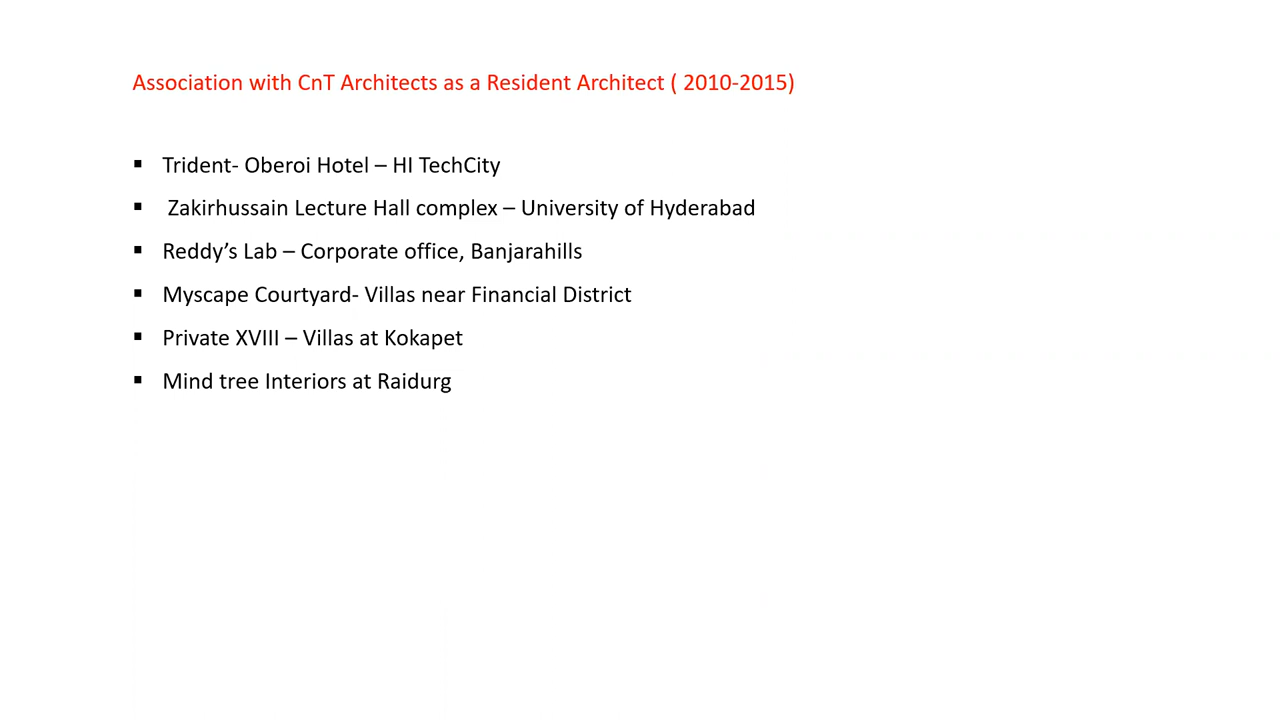 Association with CnT Architects as a Resident Architect ( 2010-2015)
▪ Trident- Oberoi Hotel – HI TechCity
▪ Zakirhussain Lecture Hall complex – University of Hyderabad
▪ Reddy’s Lab – Corporate office, Banjarahills
▪ Myscape Courtyard- Villas near Financial District
▪ Private XVIII – Villas at Kokapet
▪ Mind tree Interiors at Raidurg